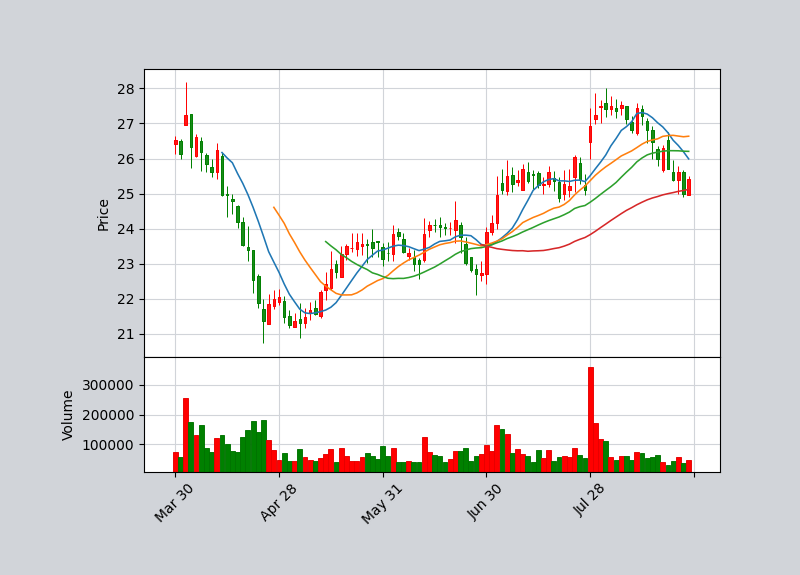 Price
28
27
26
25
24
23
22
21
Volume
300000
200000
100000
Mar 30
Apr 28
May 31
Jun 30
Jul 28